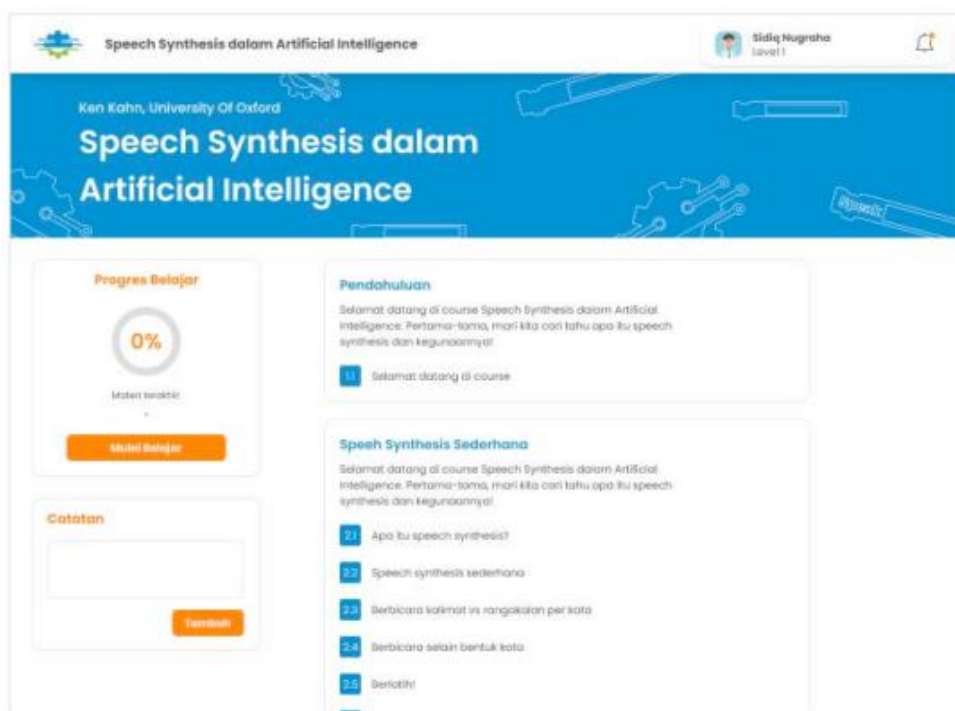 Speech Synthesis dalam Artificial Intelligence
Sidiq Nugraha
Level 1
Ken Kahn, University Of Oxford
Speech Synthesis dalam
Artificial Intelligence
Speak
Progres Belajar
0%
Materi terakhir
-
Mulai Belajar
Catatan
Tambah
Pendahuluan
Selamat datang di course Speech Synthesis dalam Artificial
Intelligence. Pertama-tama, mari kita cari tahu apa itu speech
synthesis dan kegunaannya!
1.1 Selamat datang di course
Speeh Synthesis Sederhana
Selamat datang di course Speech Synthesis dalam Artificial
Intelligence. Pertama-tama, mari kita cari tahu apa itu speech
synthesis dan kegunaannya!
2.1 Apa itu speech synthesis?
2.2 Speech synthesis sederhana
2.3 Berbicara kalimat vs rangakaian per kata
2.4 Berbicara selain bentuk kata
2.5 Berlatih!